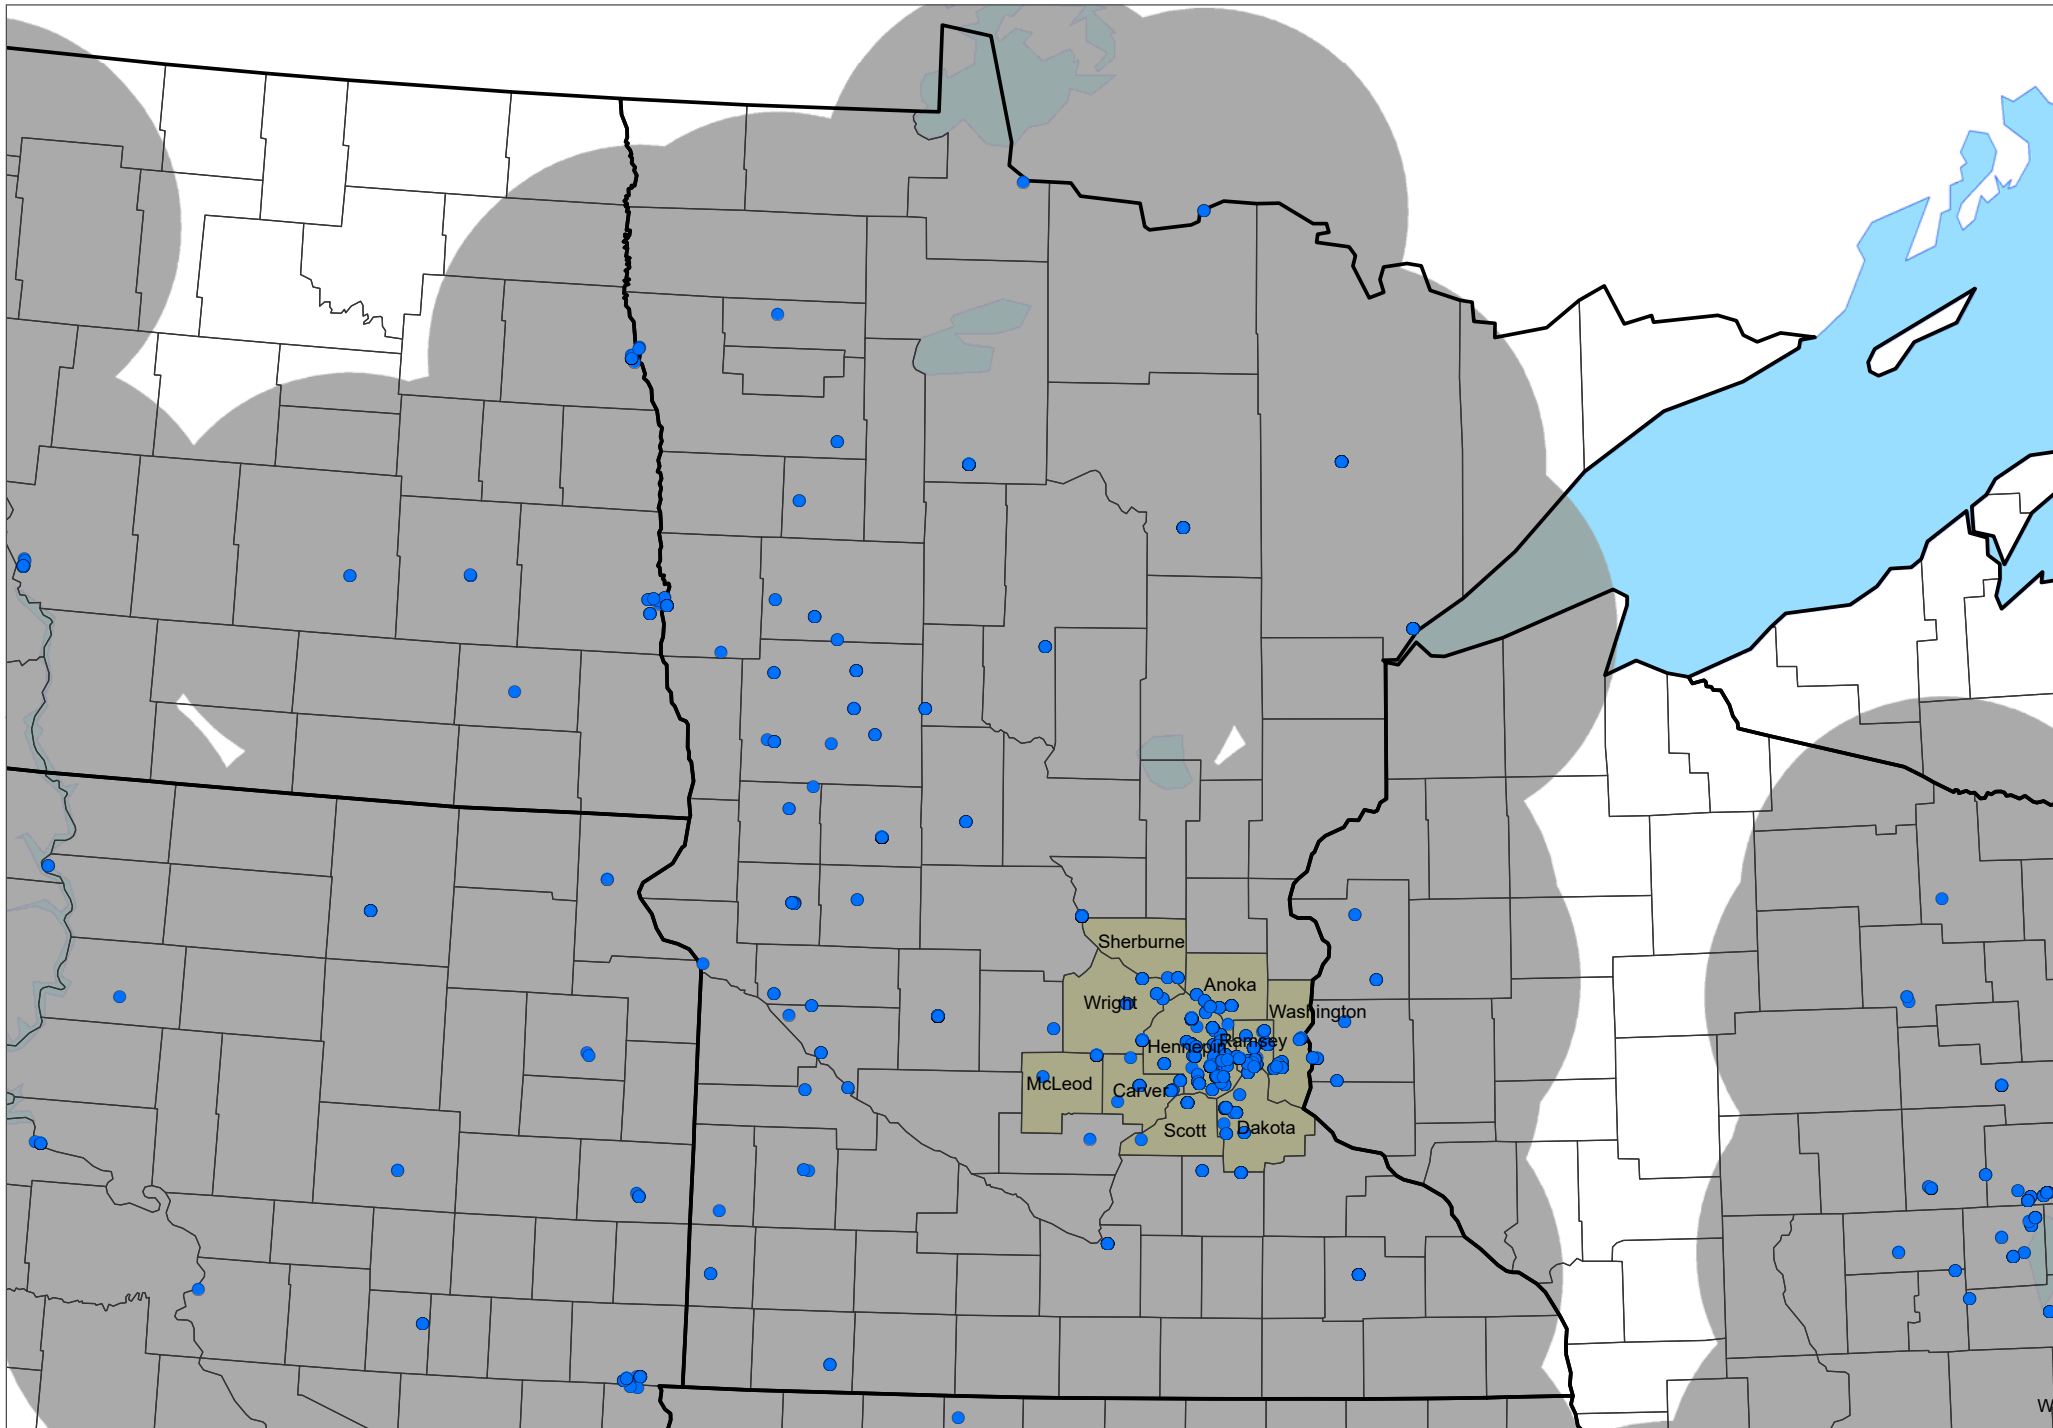 Sherburne
Anoka
Wright
Washington
Hennepin
Ramsey
McLeod
Carver
Scott
Dakota
W